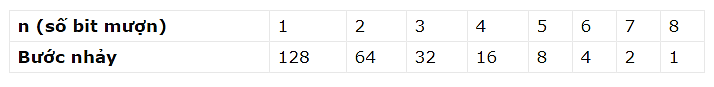 n (số bit mượn) 1 2 3 4 5 6 7 8
Bước nhảy 128 64 32 16 8 4 2 1